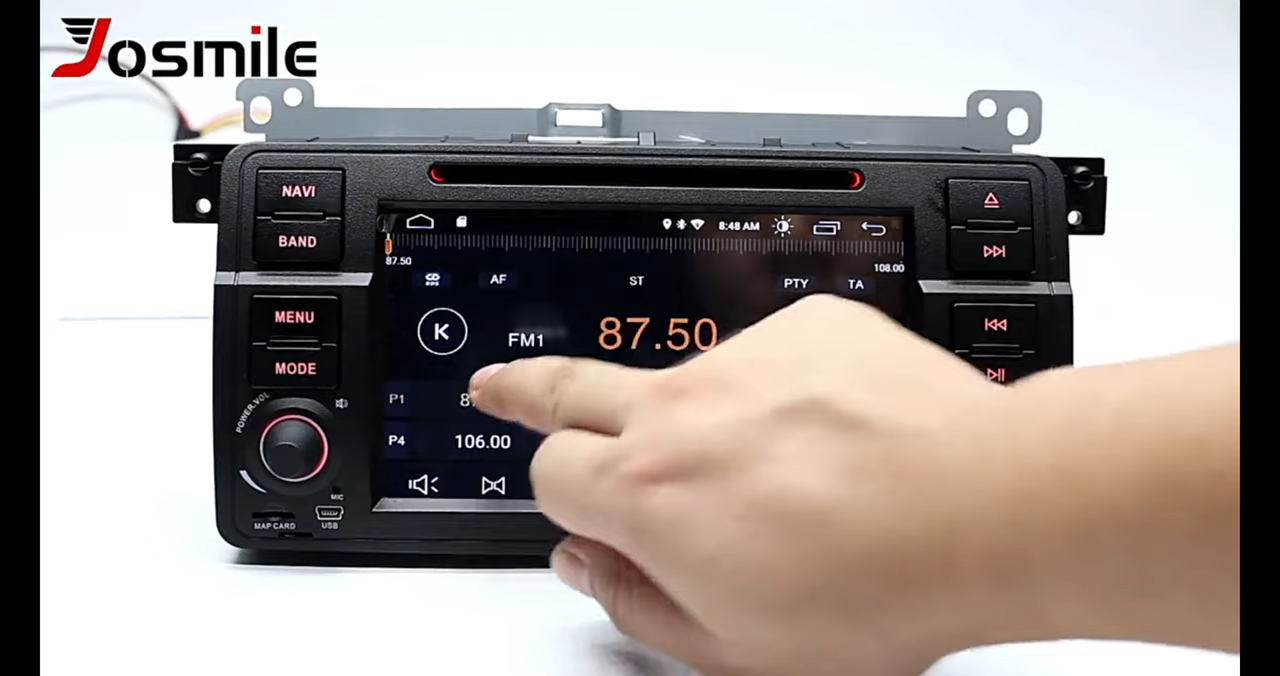 Josmile
NAVI
BAND
MENU
MODE
POWER.VOL
MIC
MAP CARD
USB
8:48 AM
87.50
108.00
AF
ST
PTY
TA
K
FM1
87.50
P1
P4
106.00